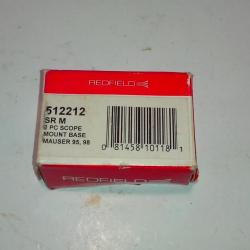 REDFIELD
512212
SR M
2 PC SCOPE
MOUNT BASE
MAUSER 95, 98
0 81458 10118 1
REDFIELD